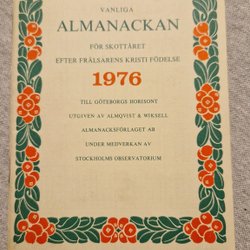 VANLIGA
ALMANACKAN
FÖR SKOTTÅRET
EFTER FRÄLSARENS KRISTI FÖDELSE
1976
TILL GÖTEBORGS HORISONT
UTGIVEN AV ALMQVIST & WIKSELL
ALMANACKSFÖRLAGET AB
UNDER MEDVERKAN AV
STOCKHOLMS OBSERVATORIUM